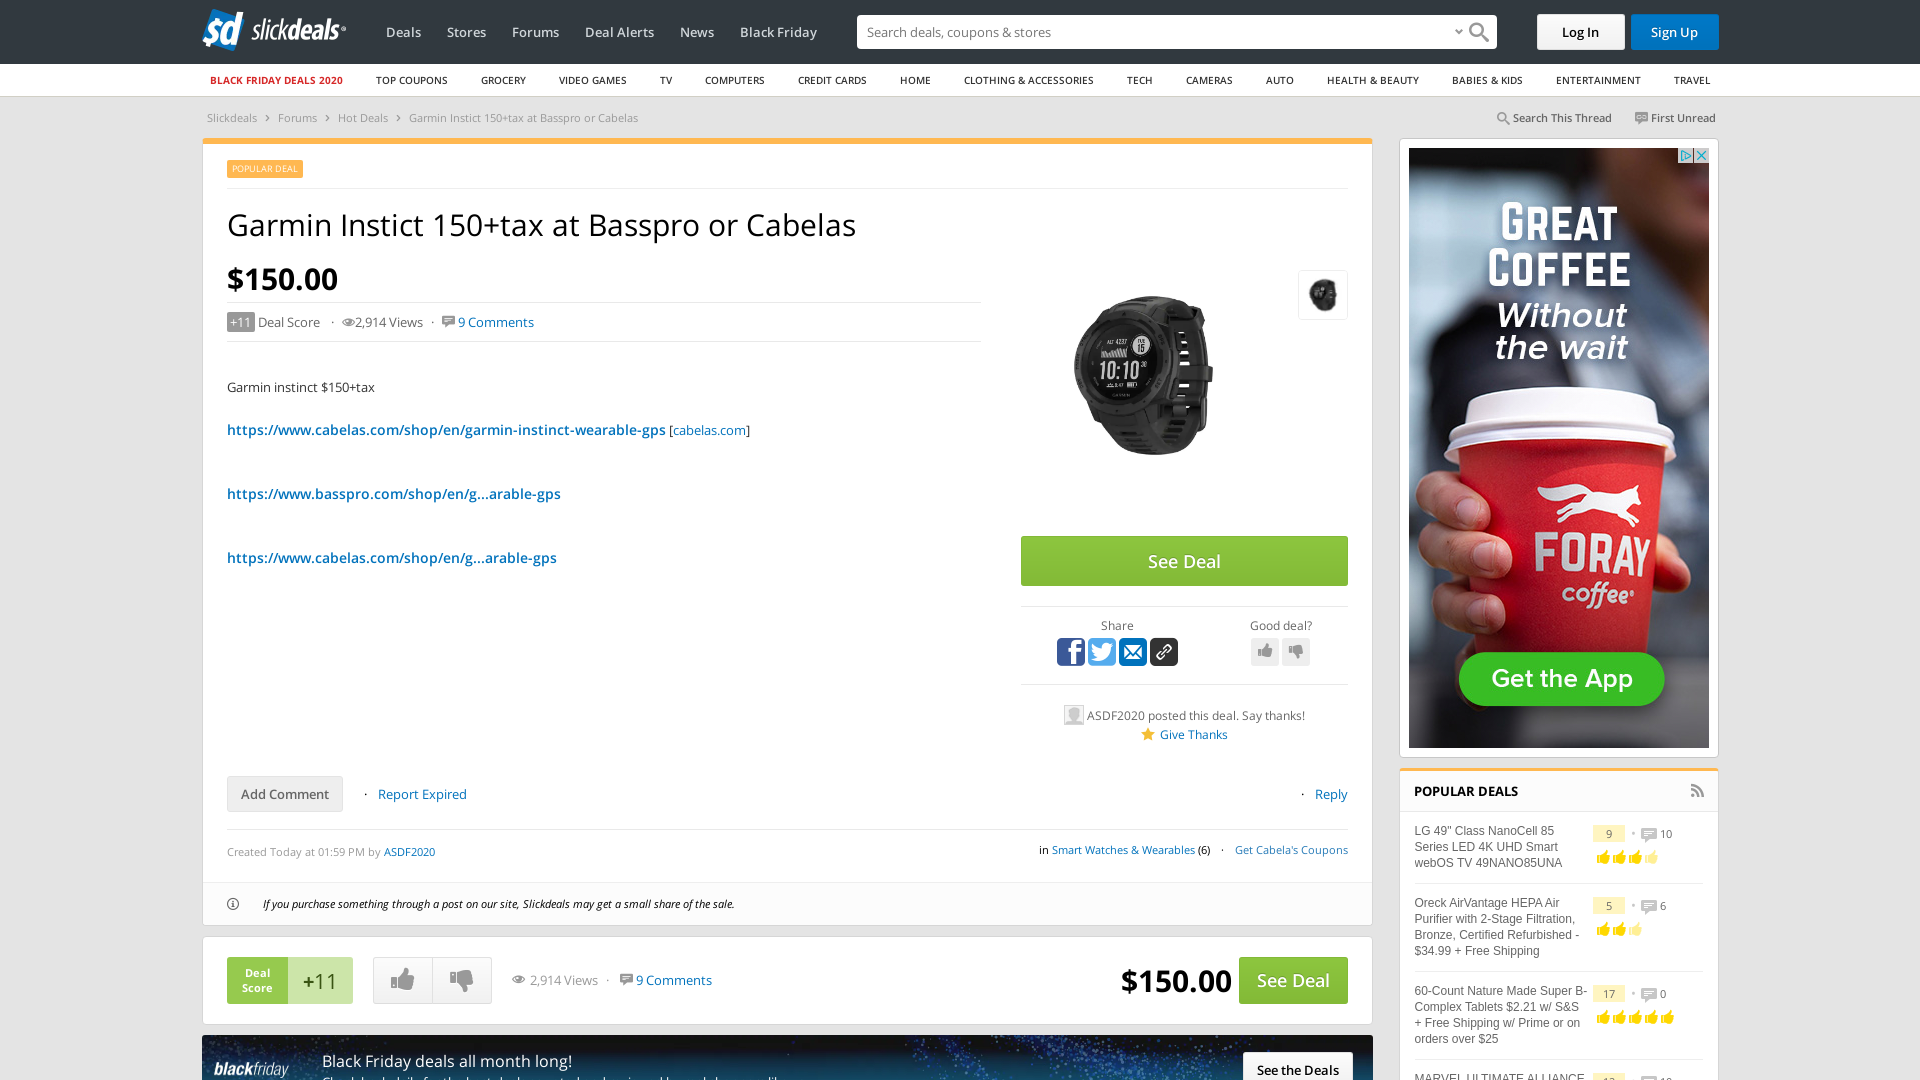 slickdeals
Deals
Stores
Forums
Deal Alerts
News
Black Friday
Search deals, coupons & stores
Log In
Sign Up
BLACK FRIDAY DEALS 2020
TOP COUPONS
GROCERY
VIDEO GAMES
TV
COMPUTERS
CREDIT CARDS
HOME
CLOTHING & ACCESSORIES
TECH
CAMERAS
AUTO
HEALTH & BEAUTY
BABIES & KIDS
ENTERTAINMENT
TRAVEL
Slickdeals › Forums › Hot Deals › Garmin Instict 150+tax at Basspro or Cabelas
Search This Thread
First Unread
POPULAR DEAL
Garmin Instict 150+tax at Basspro or Cabelas
$150.00
+11 Deal Score · 2,914 Views · 9 Comments
Garmin instinct $150+tax
https://www.cabelas.com/shop/en/garmin-instinct-wearable-gps [cabelas.com]
https://www.basspro.com/shop/en/g...arable-gps
https://www.cabelas.com/shop/en/g...arable-gps
10:10
GARMIN
See Deal
Share
Good deal?
ASDF2020 posted this deal. Say thanks!
Give Thanks
Add Comment
· Report Expired
· Reply
Created Today at 01:59 PM by ASDF2020
in Smart Watches & Wearables (6) · Get Cabela's Coupons
If you purchase something through a post on our site, Slickdeals may get a small share of the sale.
Deal
Score
+11
2,914 Views · 9 Comments
$150.00
See Deal
blackfriday
Black Friday deals all month long!
See the Deals
GREAT
COFFEE
Without
the wait
FORAY
coffee
Get the App
POPULAR DEALS
LG 49" Class NanoCell 85
Series LED 4K UHD Smart
webOS TV 49NANO85UNA
9
10
Oreck AirVantage HEPA Air
Purifier with 2-Stage Filtration,
Bronze, Certified Refurbished -
$34.99 + Free Shipping
5
6
60-Count Nature Made Super B-
Complex Tablets $2.21 w/ S&S
+ Free Shipping w/ Prime or on
orders over $25
17
0
MARVEL ULTIMATE ALLIANCE